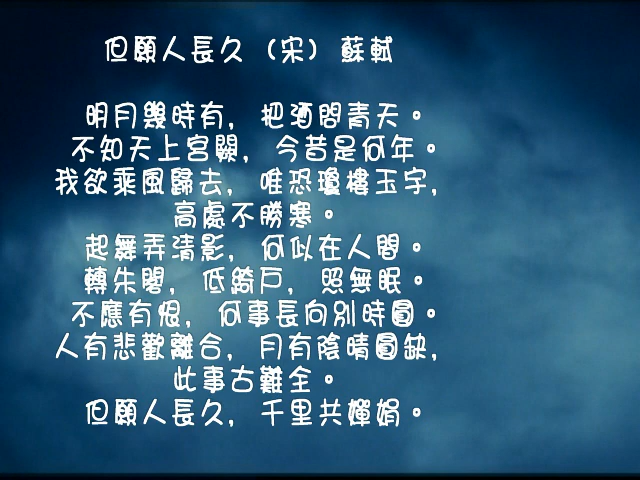 但願人長久（宋）蘇軾
明月幾時有，把酒問青天。
不知天上宮闕，今昔是何年。
我欲乘風歸去，唯恐瓊樓玉宇，
高處不勝寒。
起舞弄清影，何似在人間。
轉朱閣，低錡戶，照無眠。
不應有恨，何事長向別時圓。
人有悲歡離合，月有陰晴圓缺，
此事古難全。
但願人長久，千里共嬋娟。